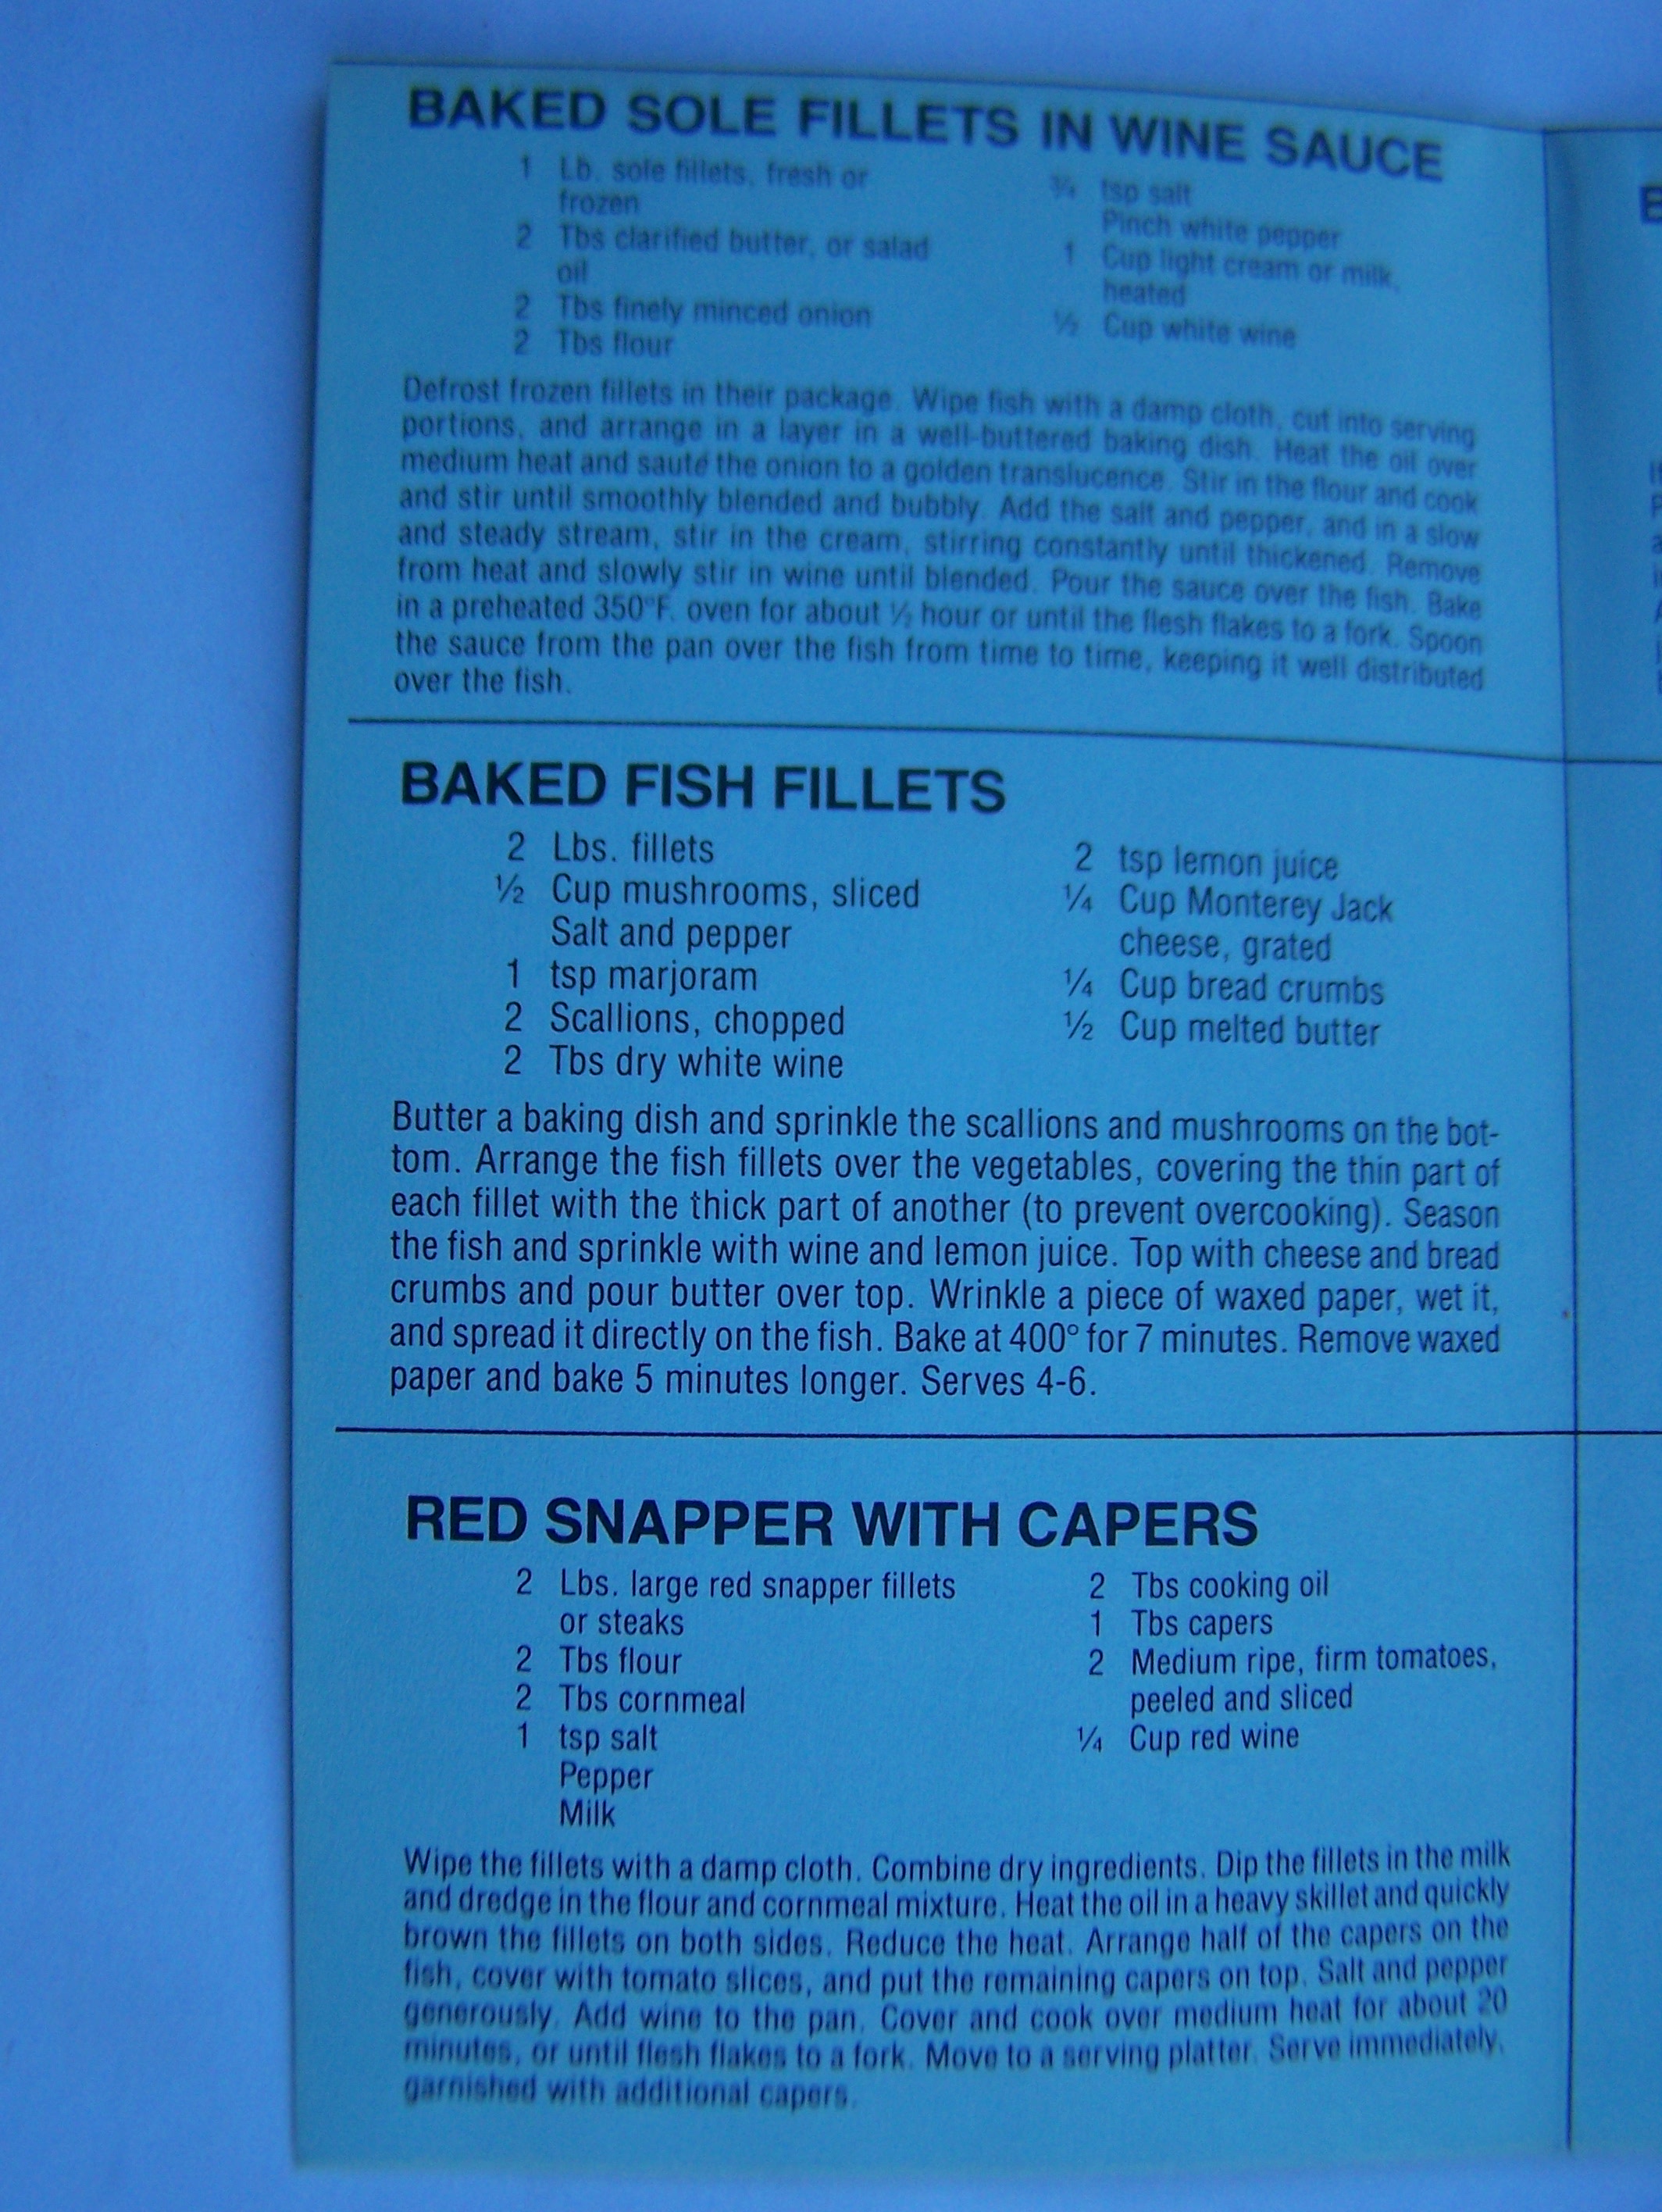 BAKED SOLE FILLETS IN WINE SAUCE
1 Lb. sole fillets, fresh or
frozen
2 Tbs clarified butter, or salad
oil
2 Tbs finely minced onion
2 Tbs flour
¾ tsp salt
Pinch white pepper
1 Cup light cream or milk,
heated
½ Cup white wine
Defrost frozen fillets in their package. Wipe fish with a damp cloth, cut into serving
portions, and arrange in a layer in a well-buttered baking dish. Heat the oil over
medium heat and sauté the onion to a golden translucence. Stir in the flour and cook
and stir until smoothly blended and bubbly. Add the salt and pepper, and in a slow
and steady stream, stir in the cream, stirring constantly until thickened. Remove
from heat and slowly stir in wine until blended. Pour the sauce over the fish. Bake
in a preheated 350°F. oven for about ½ hour or until the flesh flakes to a fork. Spoon
the sauce from the pan over the fish from time to time, keeping it well distributed
over the fish.
BAKED FISH FILLETS
2 Lbs. fillets
½ Cup mushrooms, sliced
Salt and pepper
1 tsp marjoram
2 Scallions, chopped
2 Tbs dry white wine
2 tsp lemon juice
¼ Cup Monterey Jack
cheese, grated
¼ Cup bread crumbs
½ Cup melted butter
Butter a baking dish and sprinkle the scallions and mushrooms on the bot-
tom. Arrange the fish fillets over the vegetables, covering the thin part of
each fillet with the thick part of another (to prevent overcooking). Season
the fish and sprinkle with wine and lemon juice. Top with cheese and bread
crumbs and pour butter over top. Wrinkle a piece of waxed paper, wet it,
and spread it directly on the fish. Bake at 400° for 7 minutes. Remove waxed
paper and bake 5 minutes longer. Serves 4-6.
RED SNAPPER WITH CAPERS
2 Lbs. large red snapper fillets
or steaks
2 Tbs flour
2 Tbs cornmeal
1 tsp salt
Pepper
Milk
2 Tbs cooking oil
1 Tbs capers
2 Medium ripe, firm tomatoes,
peeled and sliced
¼ Cup red wine
Wipe the fillets with a damp cloth. Combine dry ingredients. Dip the fillets in the milk
and dredge in the flour and cornmeal mixture. Heat the oil in a heavy skillet and quickly
brown the fillets on both sides. Reduce the heat. Arrange half of the capers on the
fish, cover with tomato slices, and put the remaining capers on top. Salt and pepper
generously. Add wine to the pan. Cover and cook over medium heat for about 20
minutes, or until flesh flakes to a fork. Move to a serving platter. Serve immediately,
garnished with additional capers.